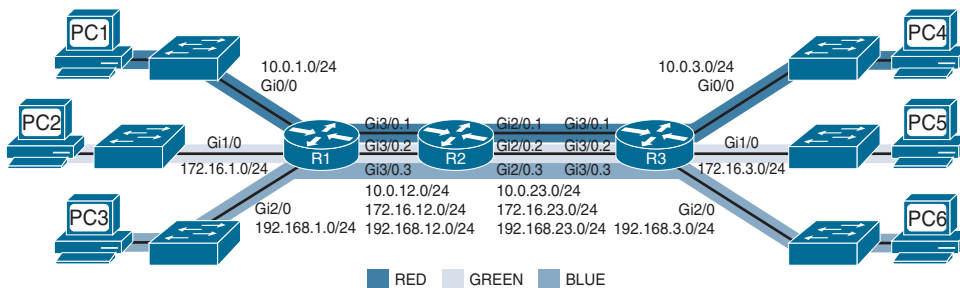 PC1
10.0.1.0/24
Gi0/0
PC2
Gi1/0
172.16.1.0/24
PC3
Gi2/0
192.168.1.0/24
R1
Gi3/0.1
Gi3/0.2
Gi3/0.3
R2
10.0.12.0/24
172.16.12.0/24
192.168.12.0/24
Gi2/0.1
Gi2/0.2
Gi2/0.3
10.0.23.0/24
172.16.23.0/24
192.168.23.0/24
Gi3/0.1
Gi3/0.2
Gi3/0.3
R3
10.0.3.0/24
Gi0/0
PC4
Gi1/0
172.16.3.0/24
PC5
Gi2/0
192.168.3.0/24
PC6
RED GREEN BLUE